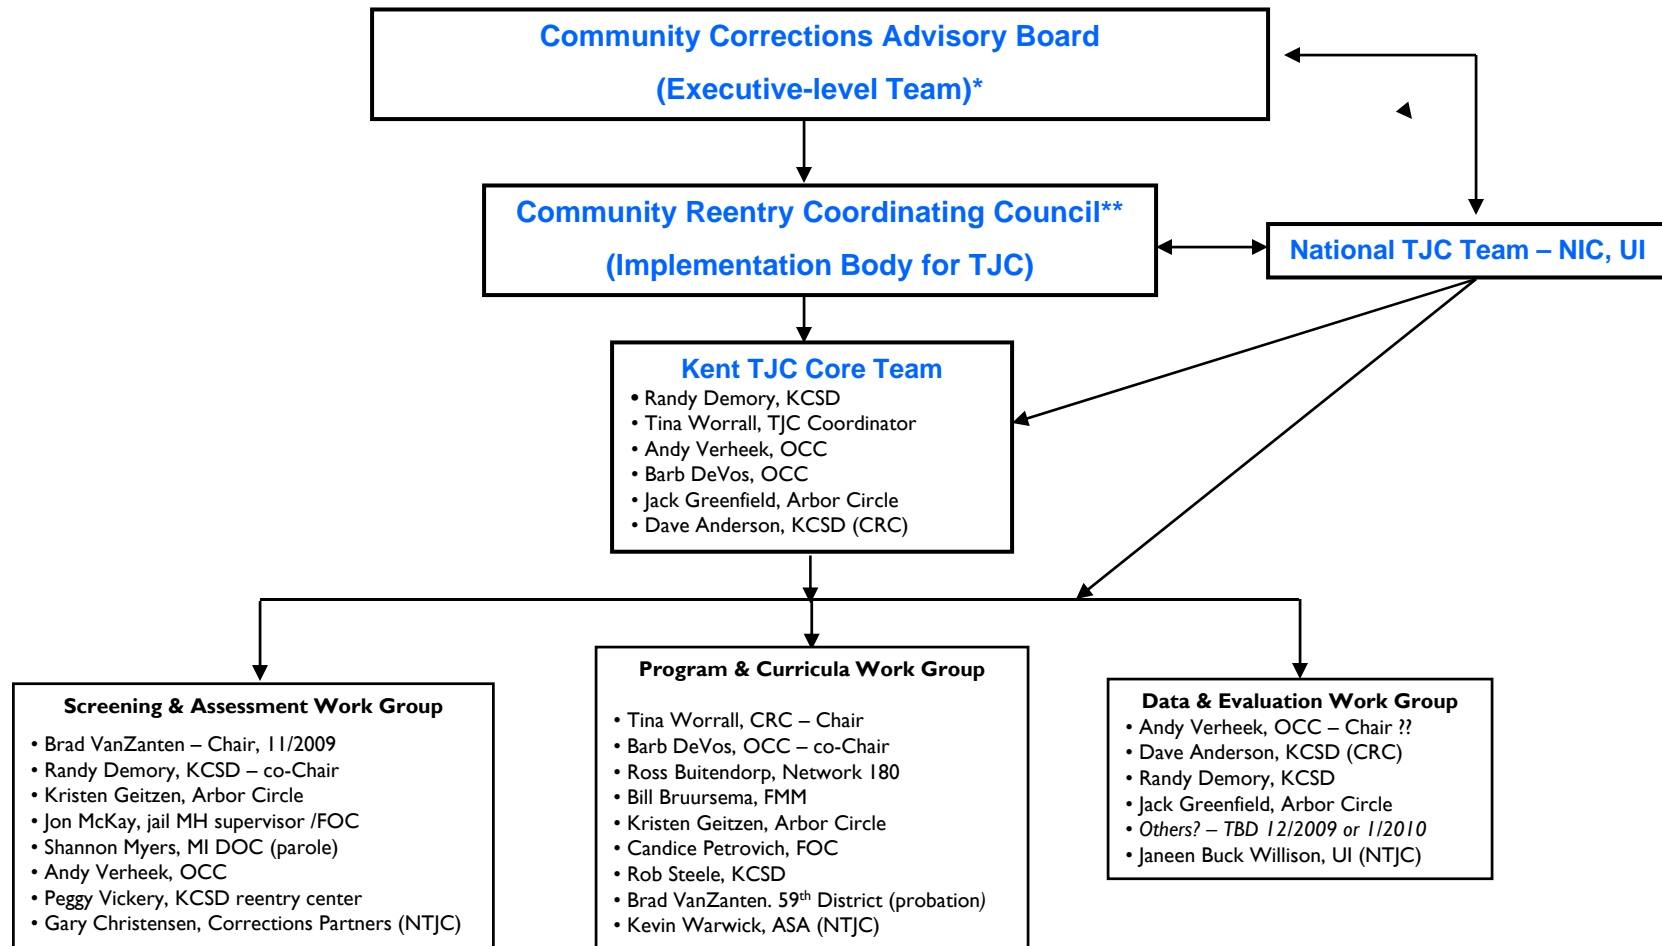 Community Corrections Advisory Board
(Executive-level Team)*
Community Reentry Coordinating Council**
(Implementation Body for TJC)
National TJC Team – NIC, UI
Kent TJC Core Team
• Randy Demory, KCSD
• Tina Worrall, TJC Coordinator
• Andy Verheek, OCC
• Barb DeVos, OCC
• Jack Greenfield, Arbor Circle
• Dave Anderson, KCSD (CRC)
Screening & Assessment Work Group
• Brad VanZanten – Chair, 11/2009
• Randy Demory, KCSD – co-Chair
• Kristen Geitzen, Arbor Circle
• Jon McKay, jail MH supervisor /FOC
• Shannon Myers, MI DOC (parole)
• Andy Verheek, OCC
• Peggy Vickery, KCSD reentry center
• Gary Christensen, Corrections Partners (NTJC)
Program & Curricula Work Group
• Tina Worrall, CRC – Chair
• Barb DeVos, OCC – co-Chair
• Ross Buitendorp, Network 180
• Bill Bruursema, FMM
• Kristen Geitzen, Arbor Circle
• Candice Petrovich, FOC
• Rob Steele, KCSD
• Brad VanZanten. 59th District (probation)
• Kevin Warwick, ASA (NTJC)
Data & Evaluation Work Group
• Andy Verheek, OCC – Chair ??
• Dave Anderson, KCSD (CRC)
• Randy Demory, KCSD
• Jack Greenfield, Arbor Circle
• Others? – TBD 12/2009 or 1/2010
• Janeen Buck Willison, UI (NTJC)